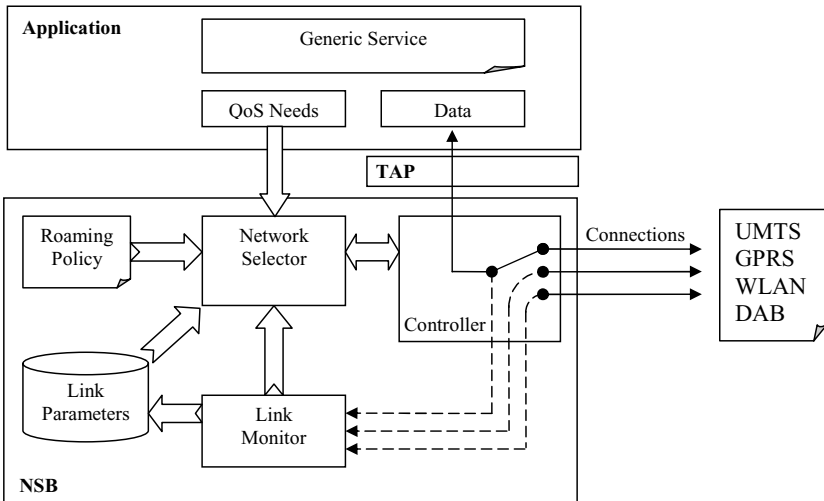 Application
Generic Service
QoS Needs
Data
TAP
Roaming
Policy
Network
Selector
Connections
UMTS
GPRS
WLAN
DAB
Controller
Link
Parameters
Link
Monitor
NSB